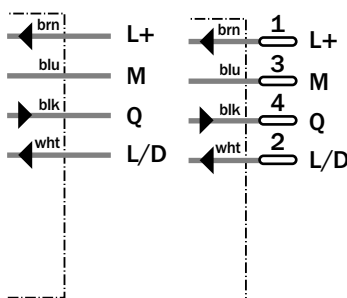 brn L+
blu M
blk Q
wht L/D
brn 1 L+
blu 3 M
blk 4 Q
wht 2 L/D